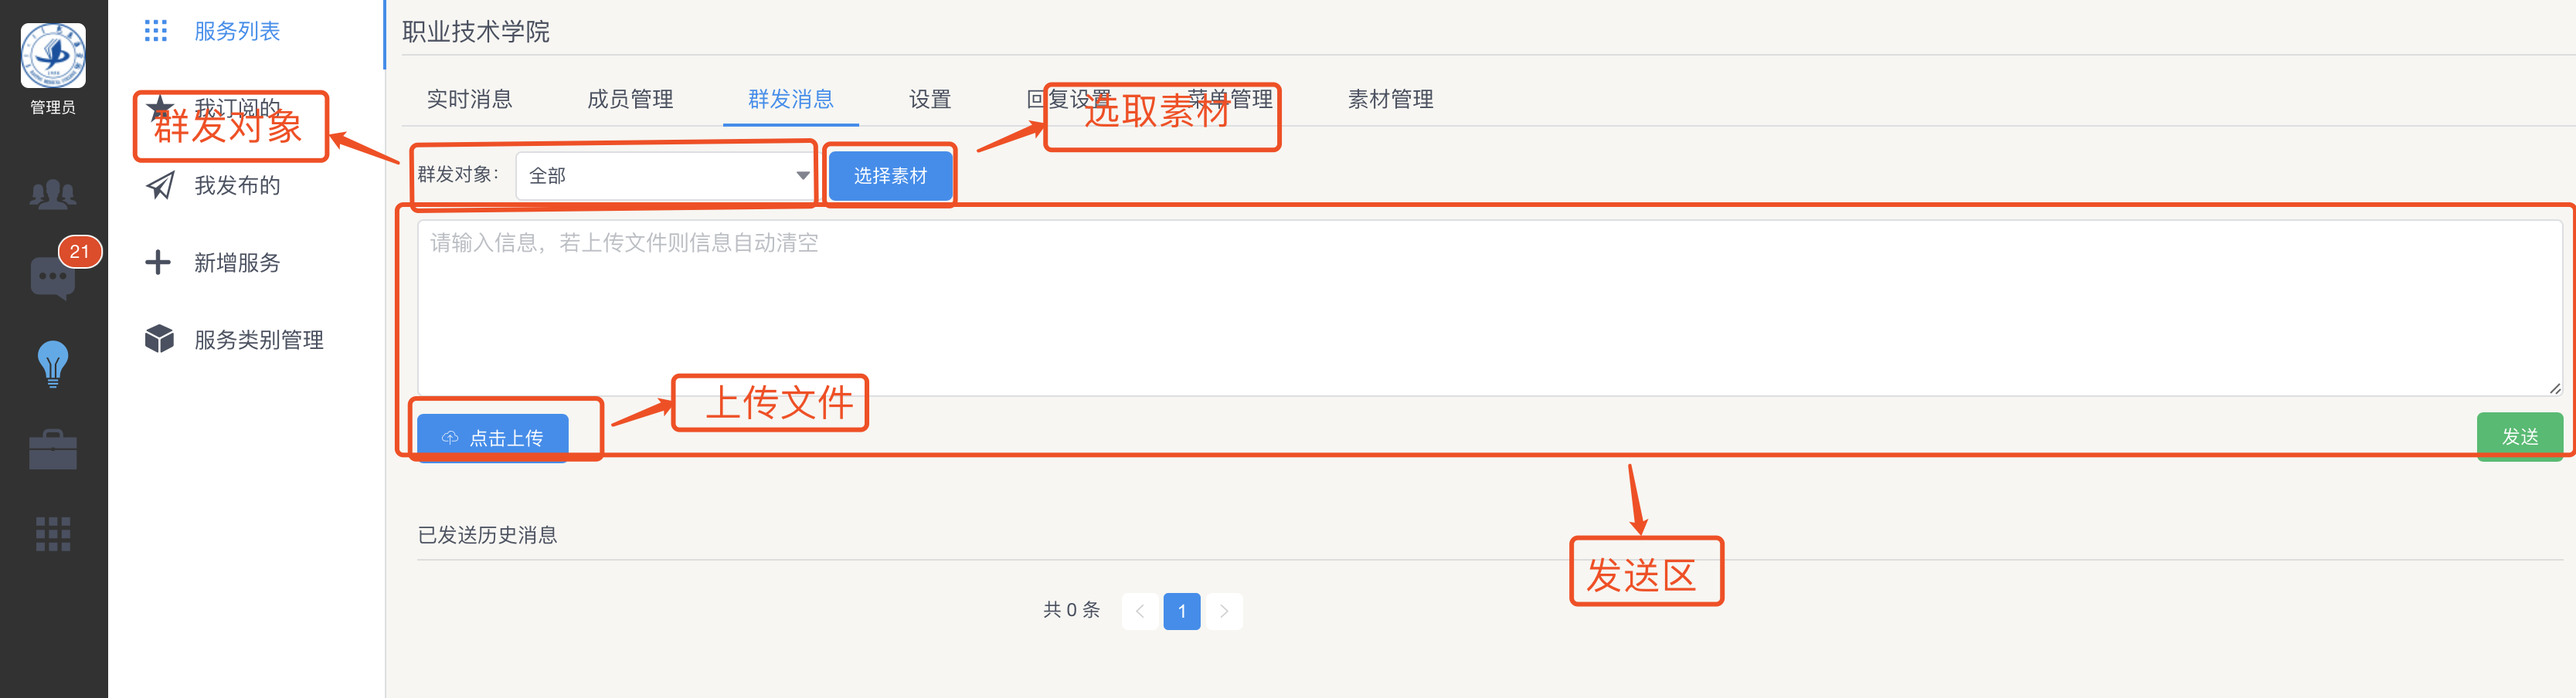 服务列表
职业技术学院
管理员
我订阅的
群发对象
实时消息
成员管理
群发消息
设置
回复设置
菜单管理
素材管理
选取素材
群发对象：
全部
选择素材
我发布的
21
请输入信息，若上传文件则信息自动清空
新增服务
服务类别管理
上传文件
点击上传
发送
已发送历史消息
发送区
共 0 条
1